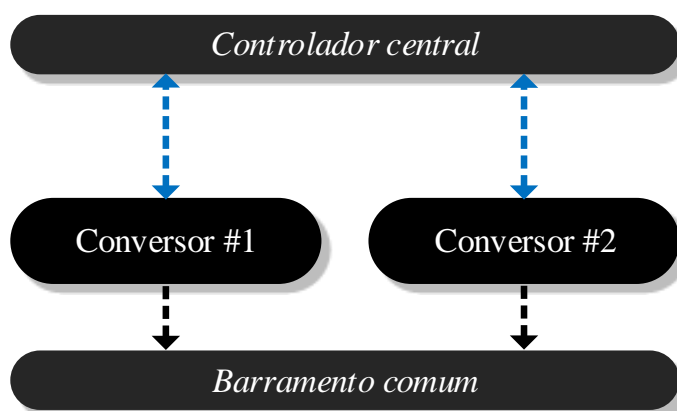 Controlador central
Conversor #1
Conversor #2
Barramento comum